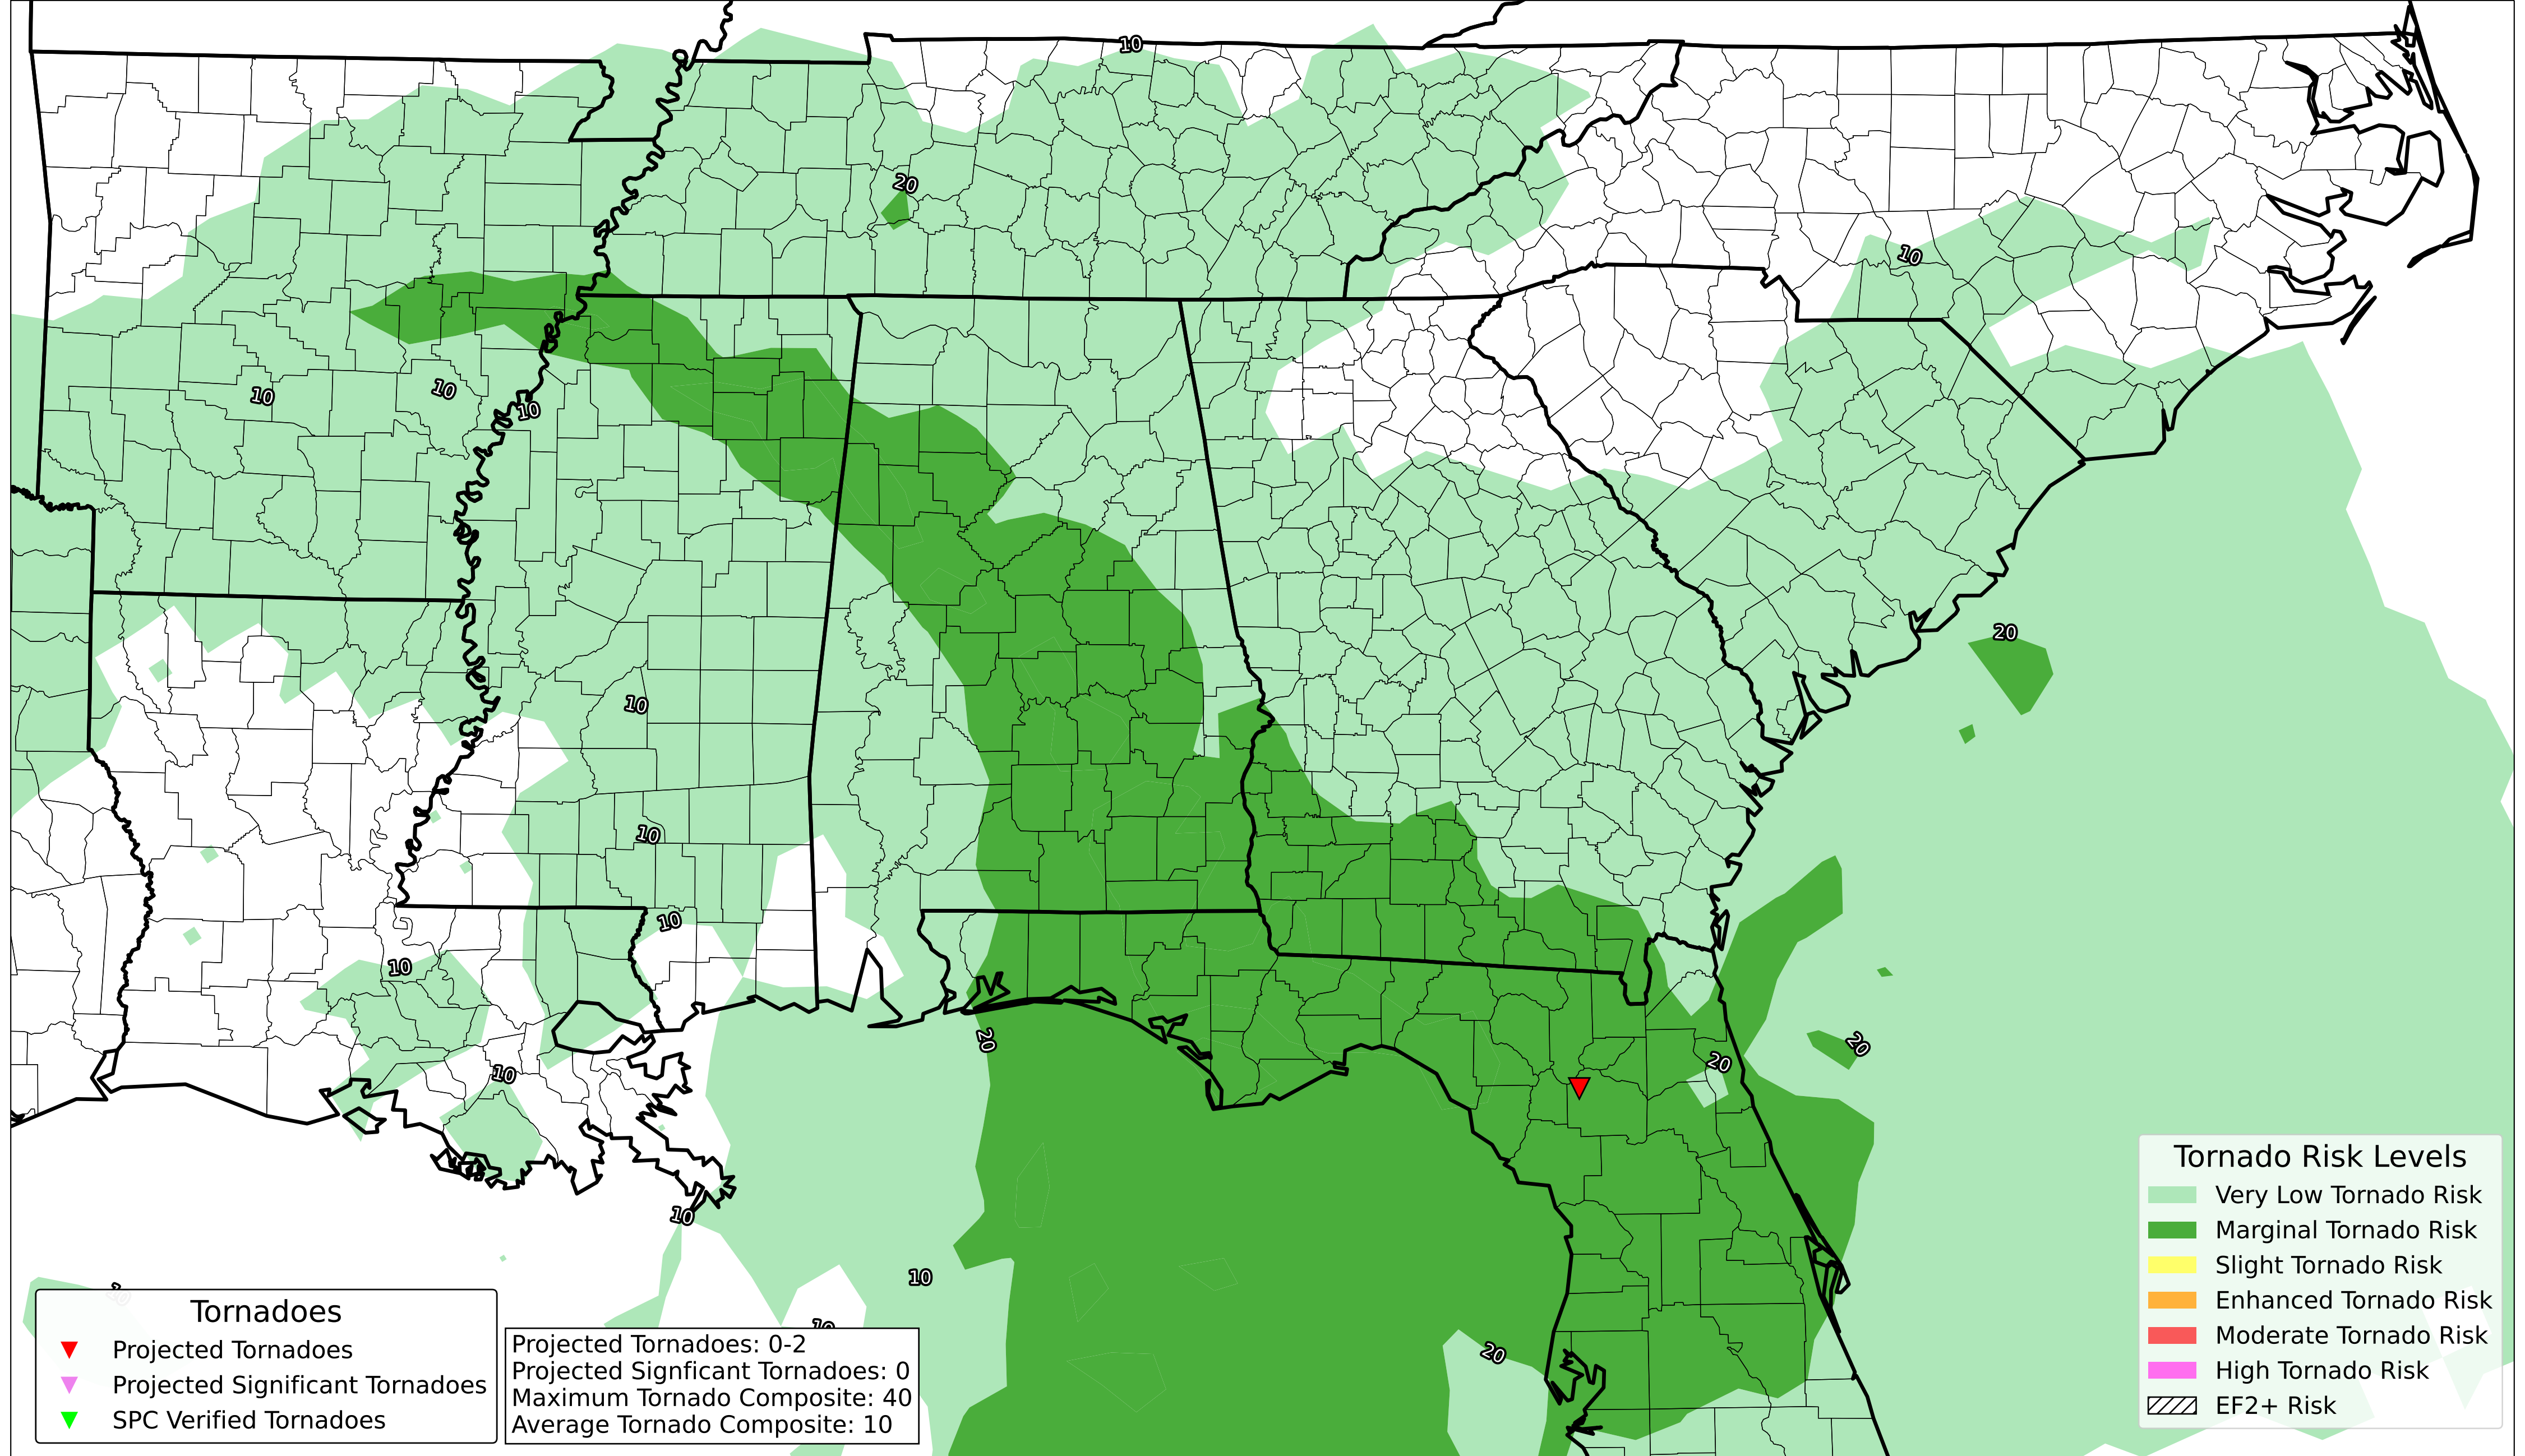 10
20
10
10
10
10
20
10
10
10
10
20
20
20
10
10
10
20
10
Tornado Risk Levels
Very Low Tornado Risk
Marginal Tornado Risk
Slight Tornado Risk
Enhanced Tornado Risk
Moderate Tornado Risk
High Tornado Risk
EF2+ Risk
Tornadoes
Projected Tornadoes
Projected Significant Tornadoes
SPC Verified Tornadoes
Projected Tornadoes: 0-2
Projected Signficant Tornadoes: 0
Maximum Tornado Composite: 40
Average Tornado Composite: 10